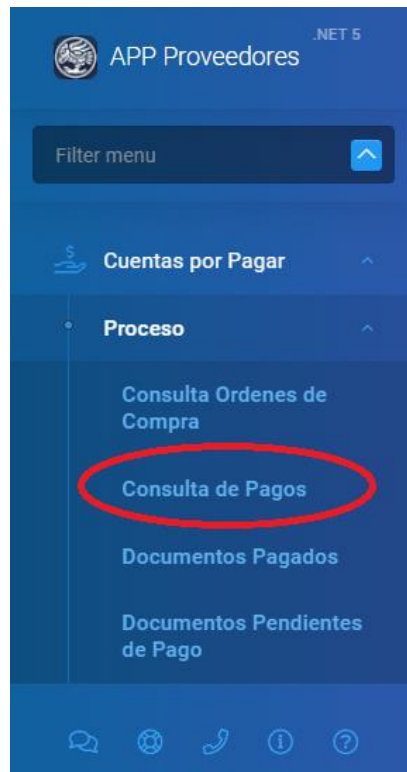 .NET 5
APP Proveedores
Filter menu
Cuentas por Pagar
Proceso
Consulta Ordenes de
Compra
Consulta de Pagos
Documentos Pagados
Documentos Pendientes
de Pago